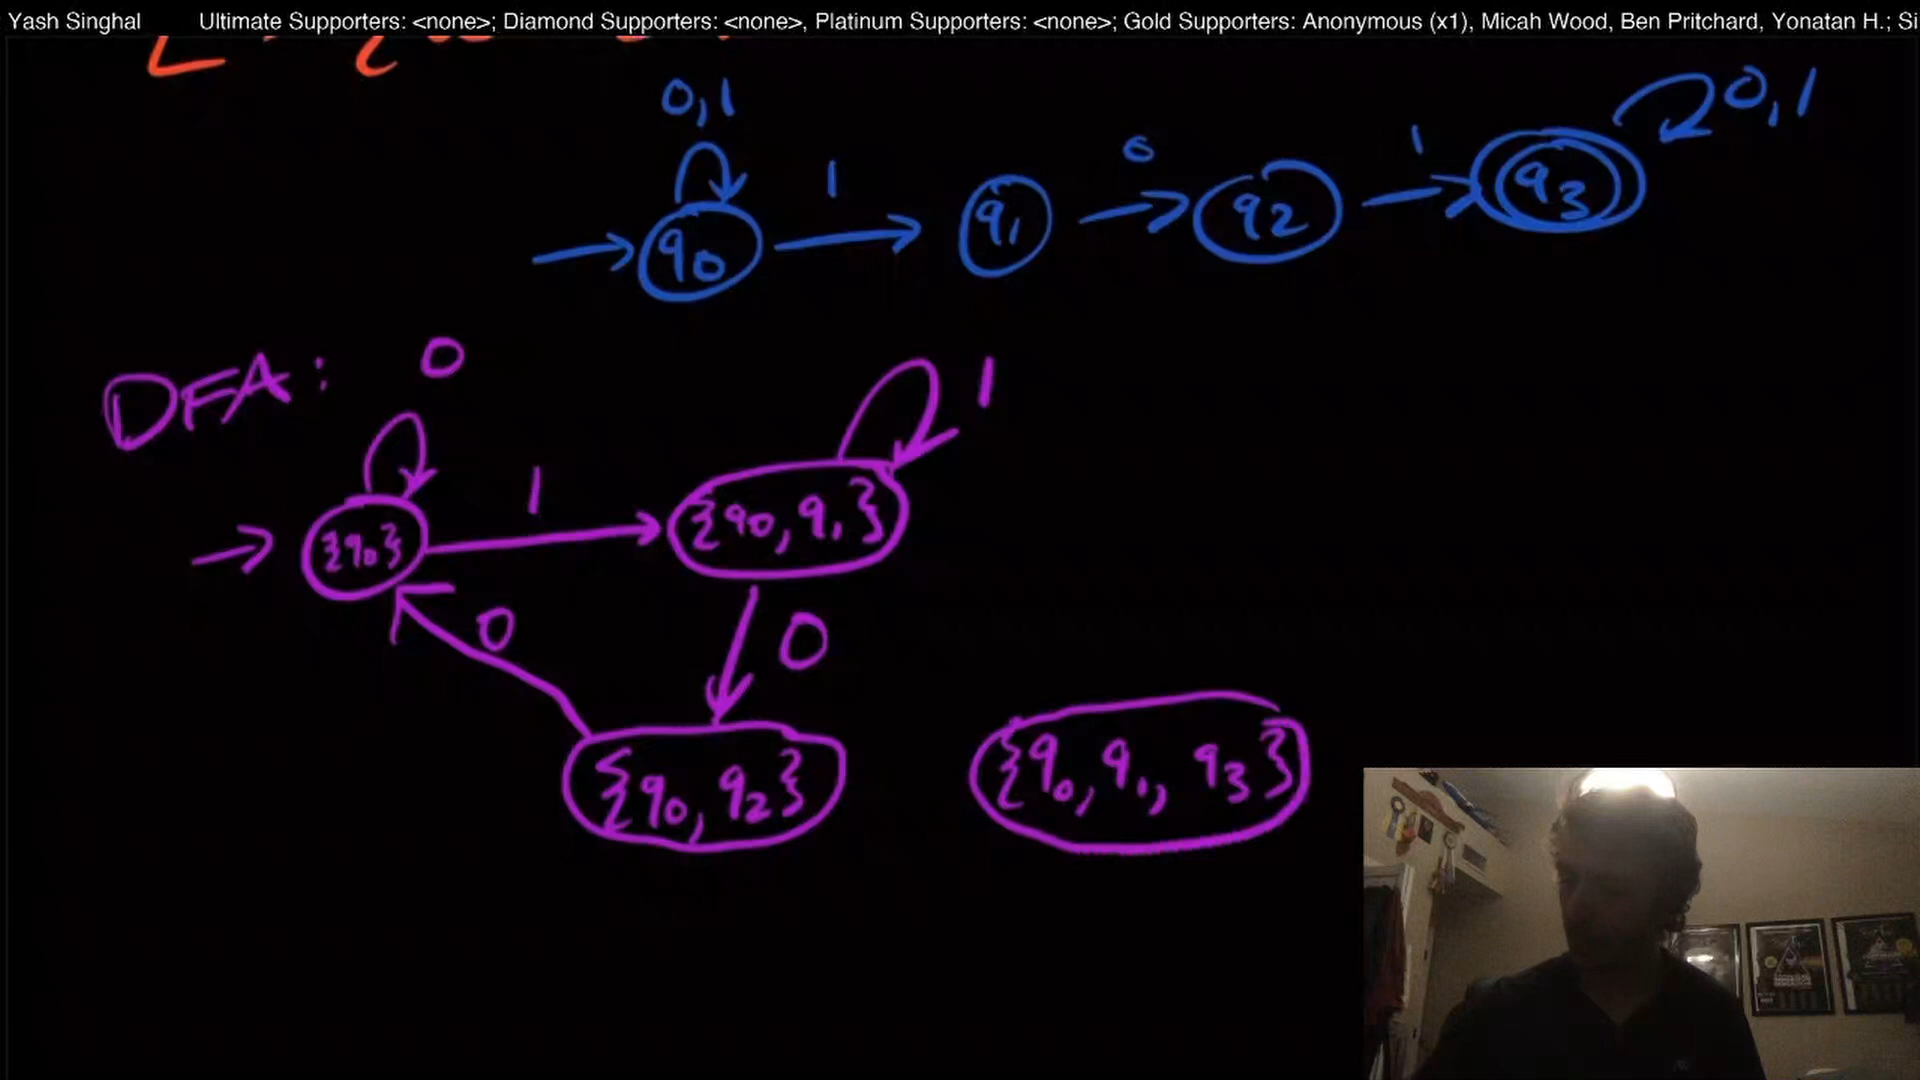 Yash Singhal Ultimate Supporters: <none>; Diamond Supporters: <none>, Platinum Supporters: <none>; Gold Supporters: Anonymous (x1), Micah Wood, Ben Pritchard, Yonatan H.; Si
0,1
0,1
1
0
1
q0
q1
q2
q3
DFA:
0
1
1
{q0}
{q0, q1}
0
0
{q0, q2}
{q0, q1, q3}